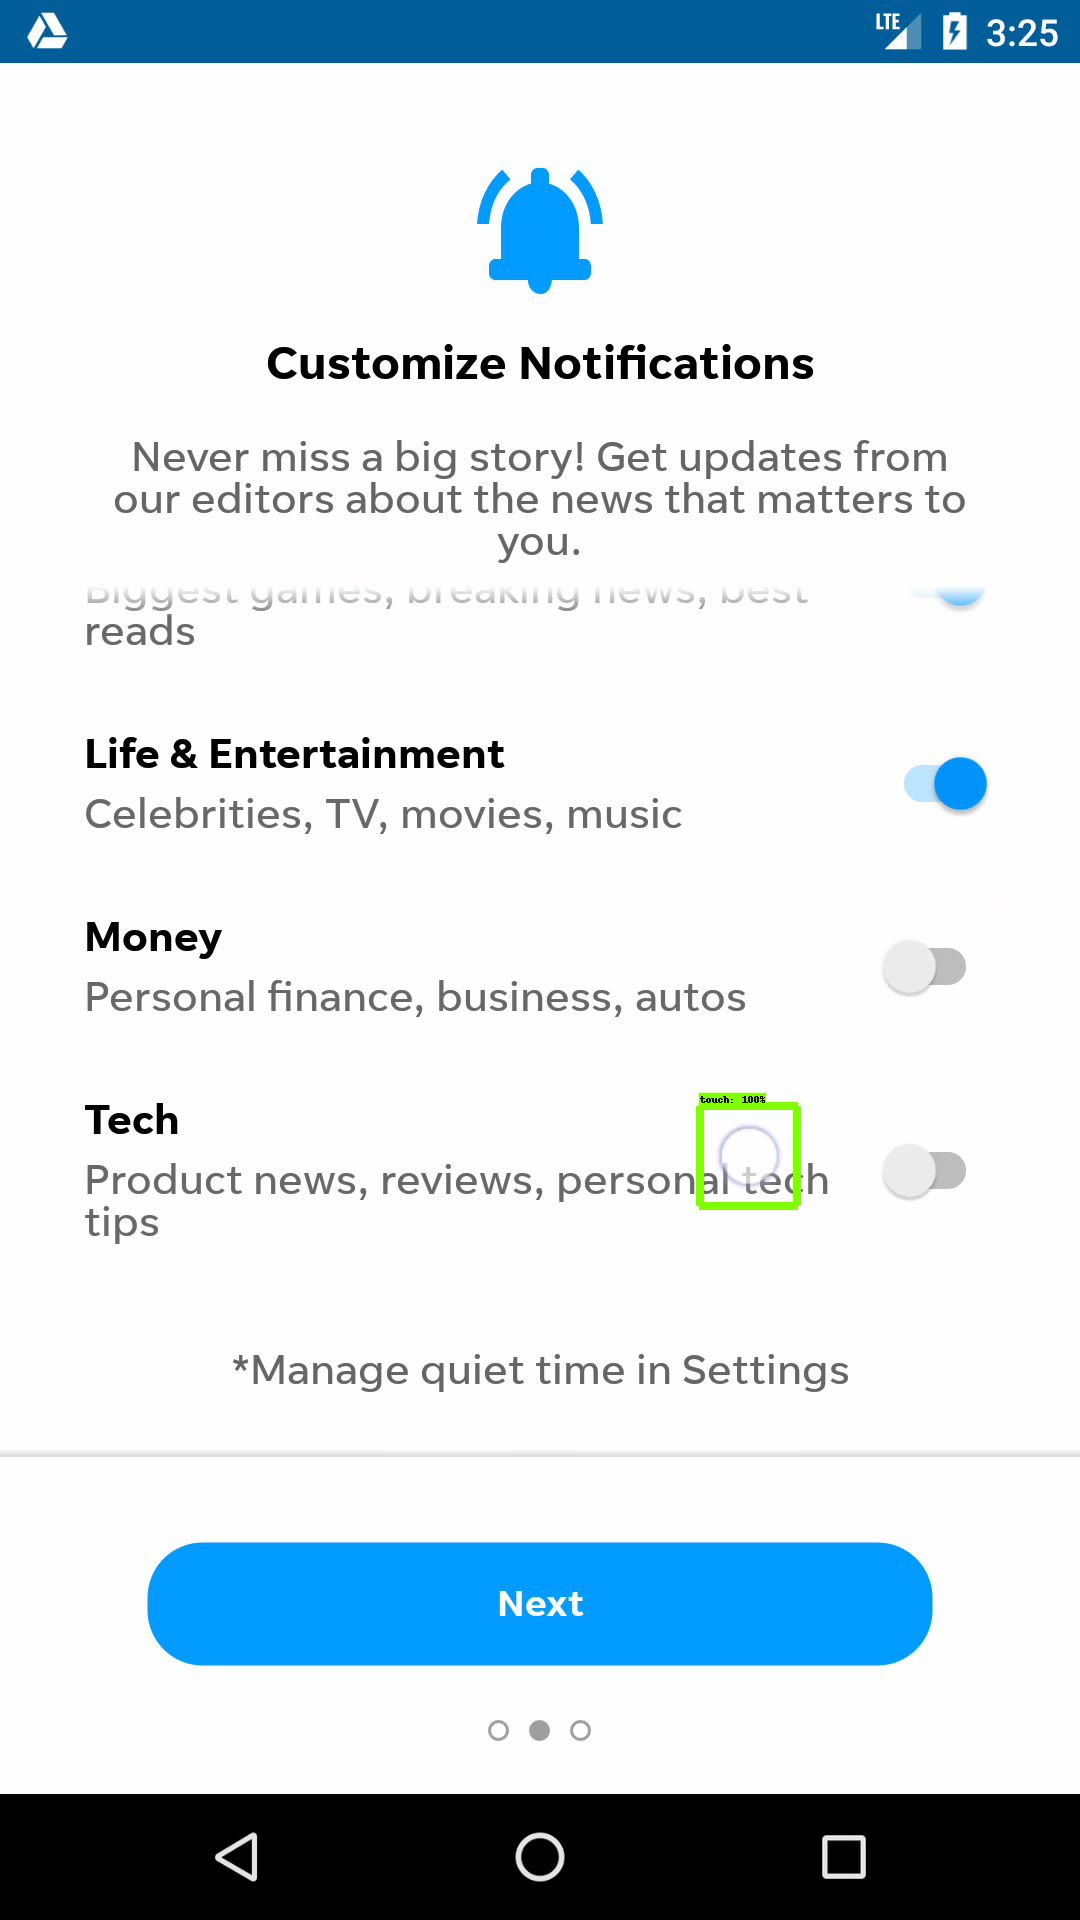 LTE 3:25
Customize Notifications
Never miss a big story! Get updates from
our editors about the news that matters to
you.
Biggest games, breaking news, best
reads
Life & Entertainment
Celebrities, TV, movies, music
Money
Personal finance, business, autos
touch: 100%
Tech
Product news, reviews, personal tech
tips
*Manage quiet time in Settings
Next